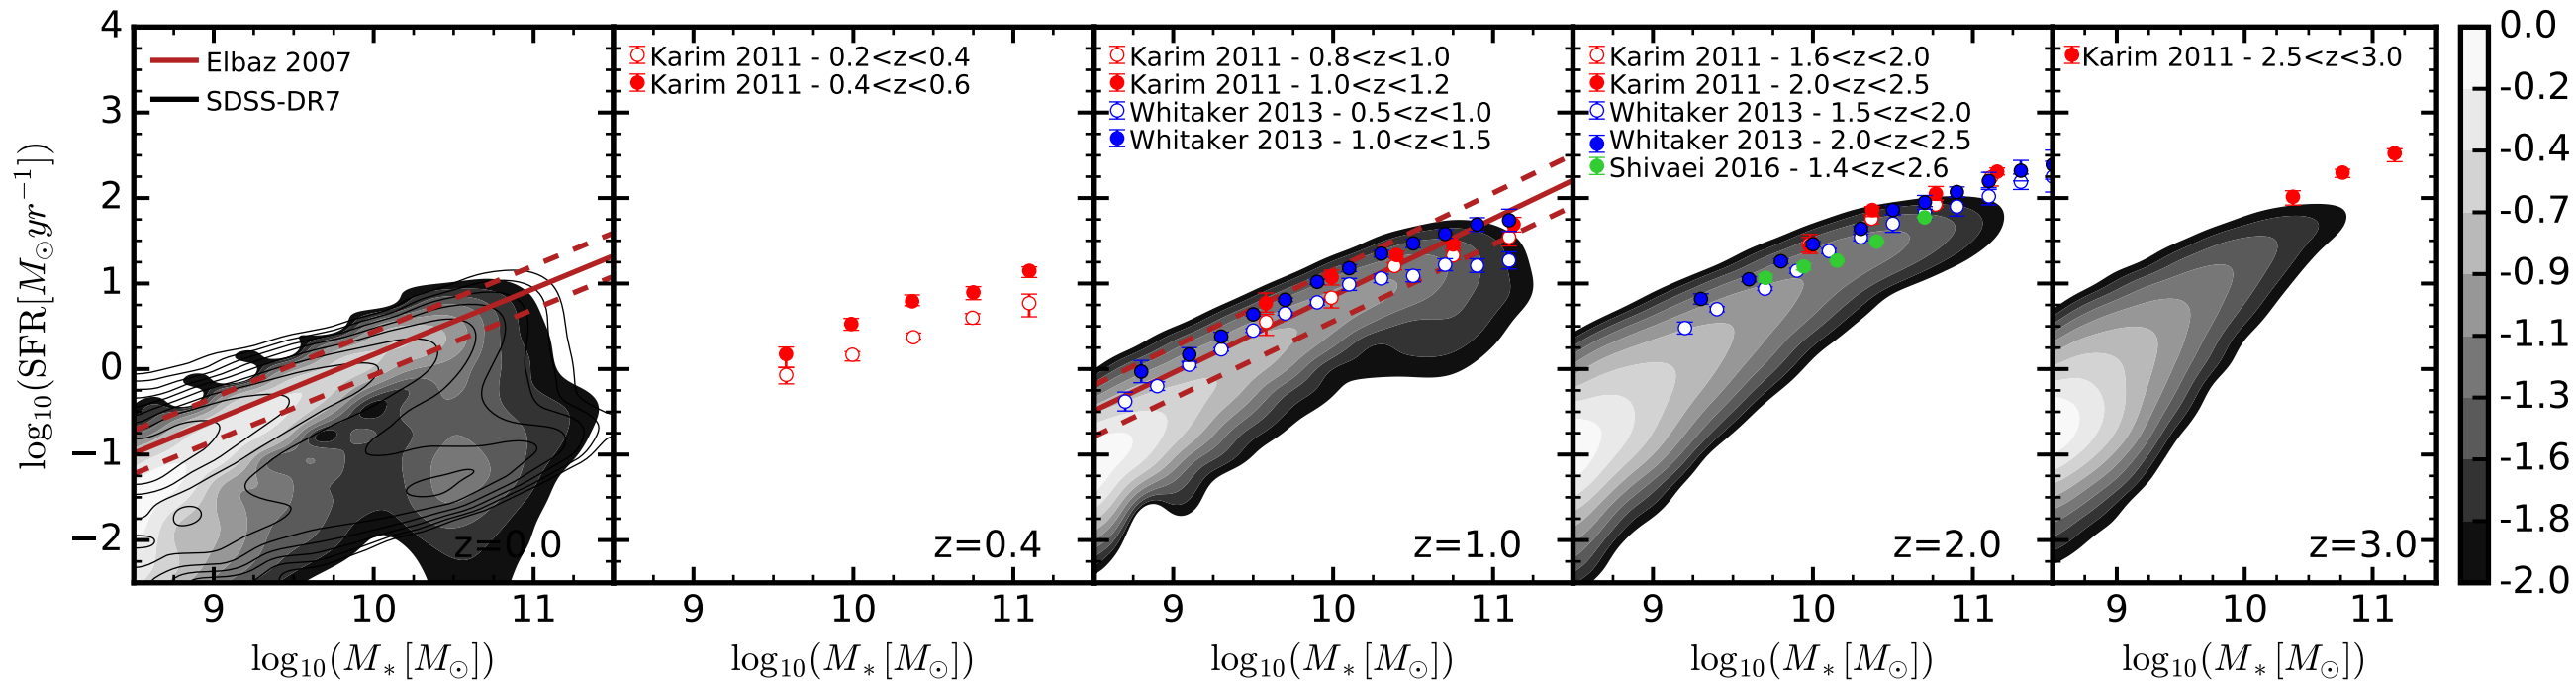 4
3
2
1
0
−1
−2
log₁₀(SFR[M⊙yr⁻¹])
Elbaz 2007
SDSS-DR7
z=0.0
9 10 11
log₁₀(M∗[M⊙])
Karim 2011 - 0.2<z<0.4
Karim 2011 - 0.4<z<0.6
z=0.4
9 10 11
log₁₀(M∗[M⊙])
Karim 2011 - 0.8<z<1.0
Karim 2011 - 1.0<z<1.2
Whitaker 2013 - 0.5<z<1.0
Whitaker 2013 - 1.0<z<1.5
z=1.0
9 10 11
log₁₀(M∗[M⊙])
Karim 2011 - 1.6<z<2.0
Karim 2011 - 2.0<z<2.5
Whitaker 2013 - 1.5<z<2.0
Whitaker 2013 - 2.0<z<2.5
Shivaei 2016 - 1.4<z<2.6
z=2.0
9 10 11
log₁₀(M∗[M⊙])
Karim 2011 - 2.5<z<3.0
z=3.0
9 10 11
log₁₀(M∗[M⊙])
0.0
-0.2
-0.4
-0.7
-0.9
-1.1
-1.3
-1.6
-1.8
-2.0